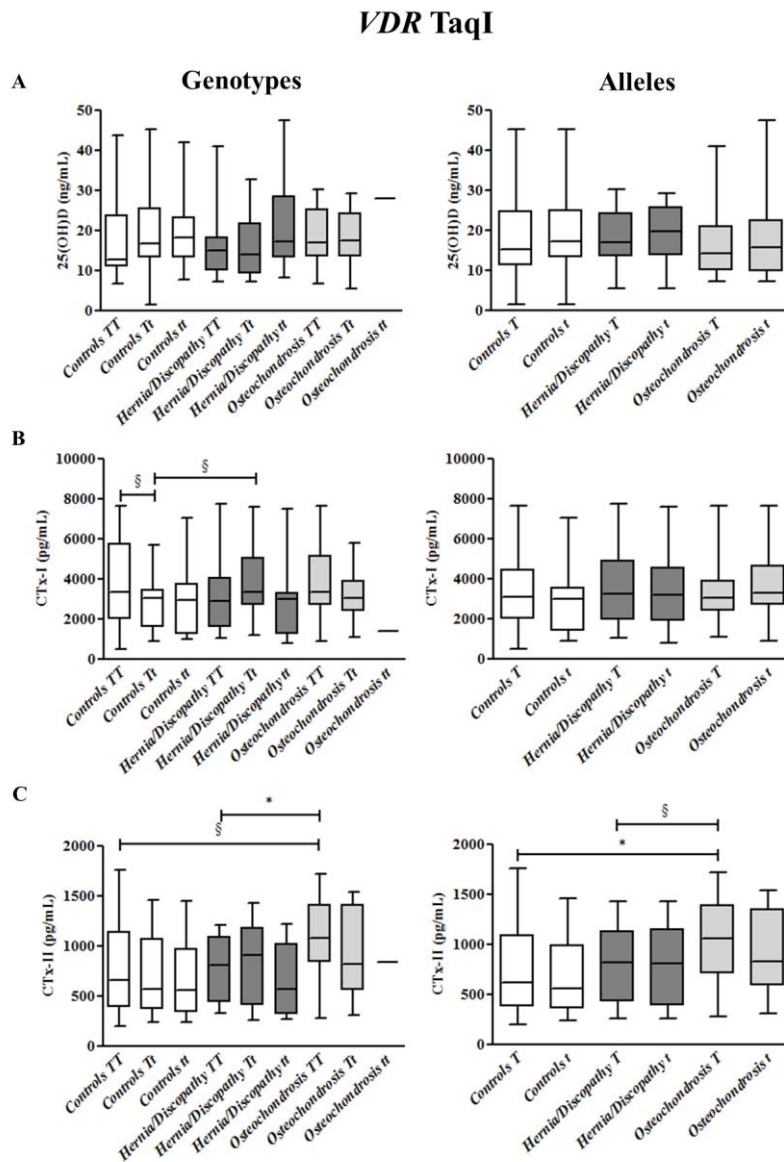 VDR TaqI
Genotypes
Alleles
A
25(OH)D (ng/mL)
50
40
30
20
10
0
Controls TT
Controls Tt
Controls tt
Hernia/Discopathy TT
Hernia/Discopathy Tt
Hernia/Discopathy tt
Osteochondrosis TT
Osteochondrosis Tt
Osteochondrosis tt
25(OH)D (ng/mL)
50
40
30
20
10
0
Controls T
Controls t
Hernia/Discopathy T
Hernia/Discopathy t
Osteochondrosis T
Osteochondrosis t
B
CTx-I (pg/mL)
10000
8000
6000
4000
2000
0
§
§
Controls TT
Controls Tt
Controls tt
Hernia/Discopathy TT
Hernia/Discopathy Tt
Hernia/Discopathy tt
Osteochondrosis TT
Osteochondrosis Tt
Osteochondrosis tt
CTx-I (pg/mL)
10000
8000
6000
4000
2000
0
Controls T
Controls t
Hernia/Discopathy T
Hernia/Discopathy t
Osteochondrosis T
Osteochondrosis t
C
*
§
CTx-II (pg/mL)
2000
1500
1000
500
0
Controls TT
Controls Tt
Controls tt
Hernia/Discopathy TT
Hernia/Discopathy Tt
Hernia/Discopathy tt
Osteochondrosis TT
Osteochondrosis Tt
Osteochondrosis tt
§
*
CTx-II (pg/mL)
2000
1500
1000
500
0
Controls T
Controls t
Hernia/Discopathy T
Hernia/Discopathy t
Osteochondrosis T
Osteochondrosis t